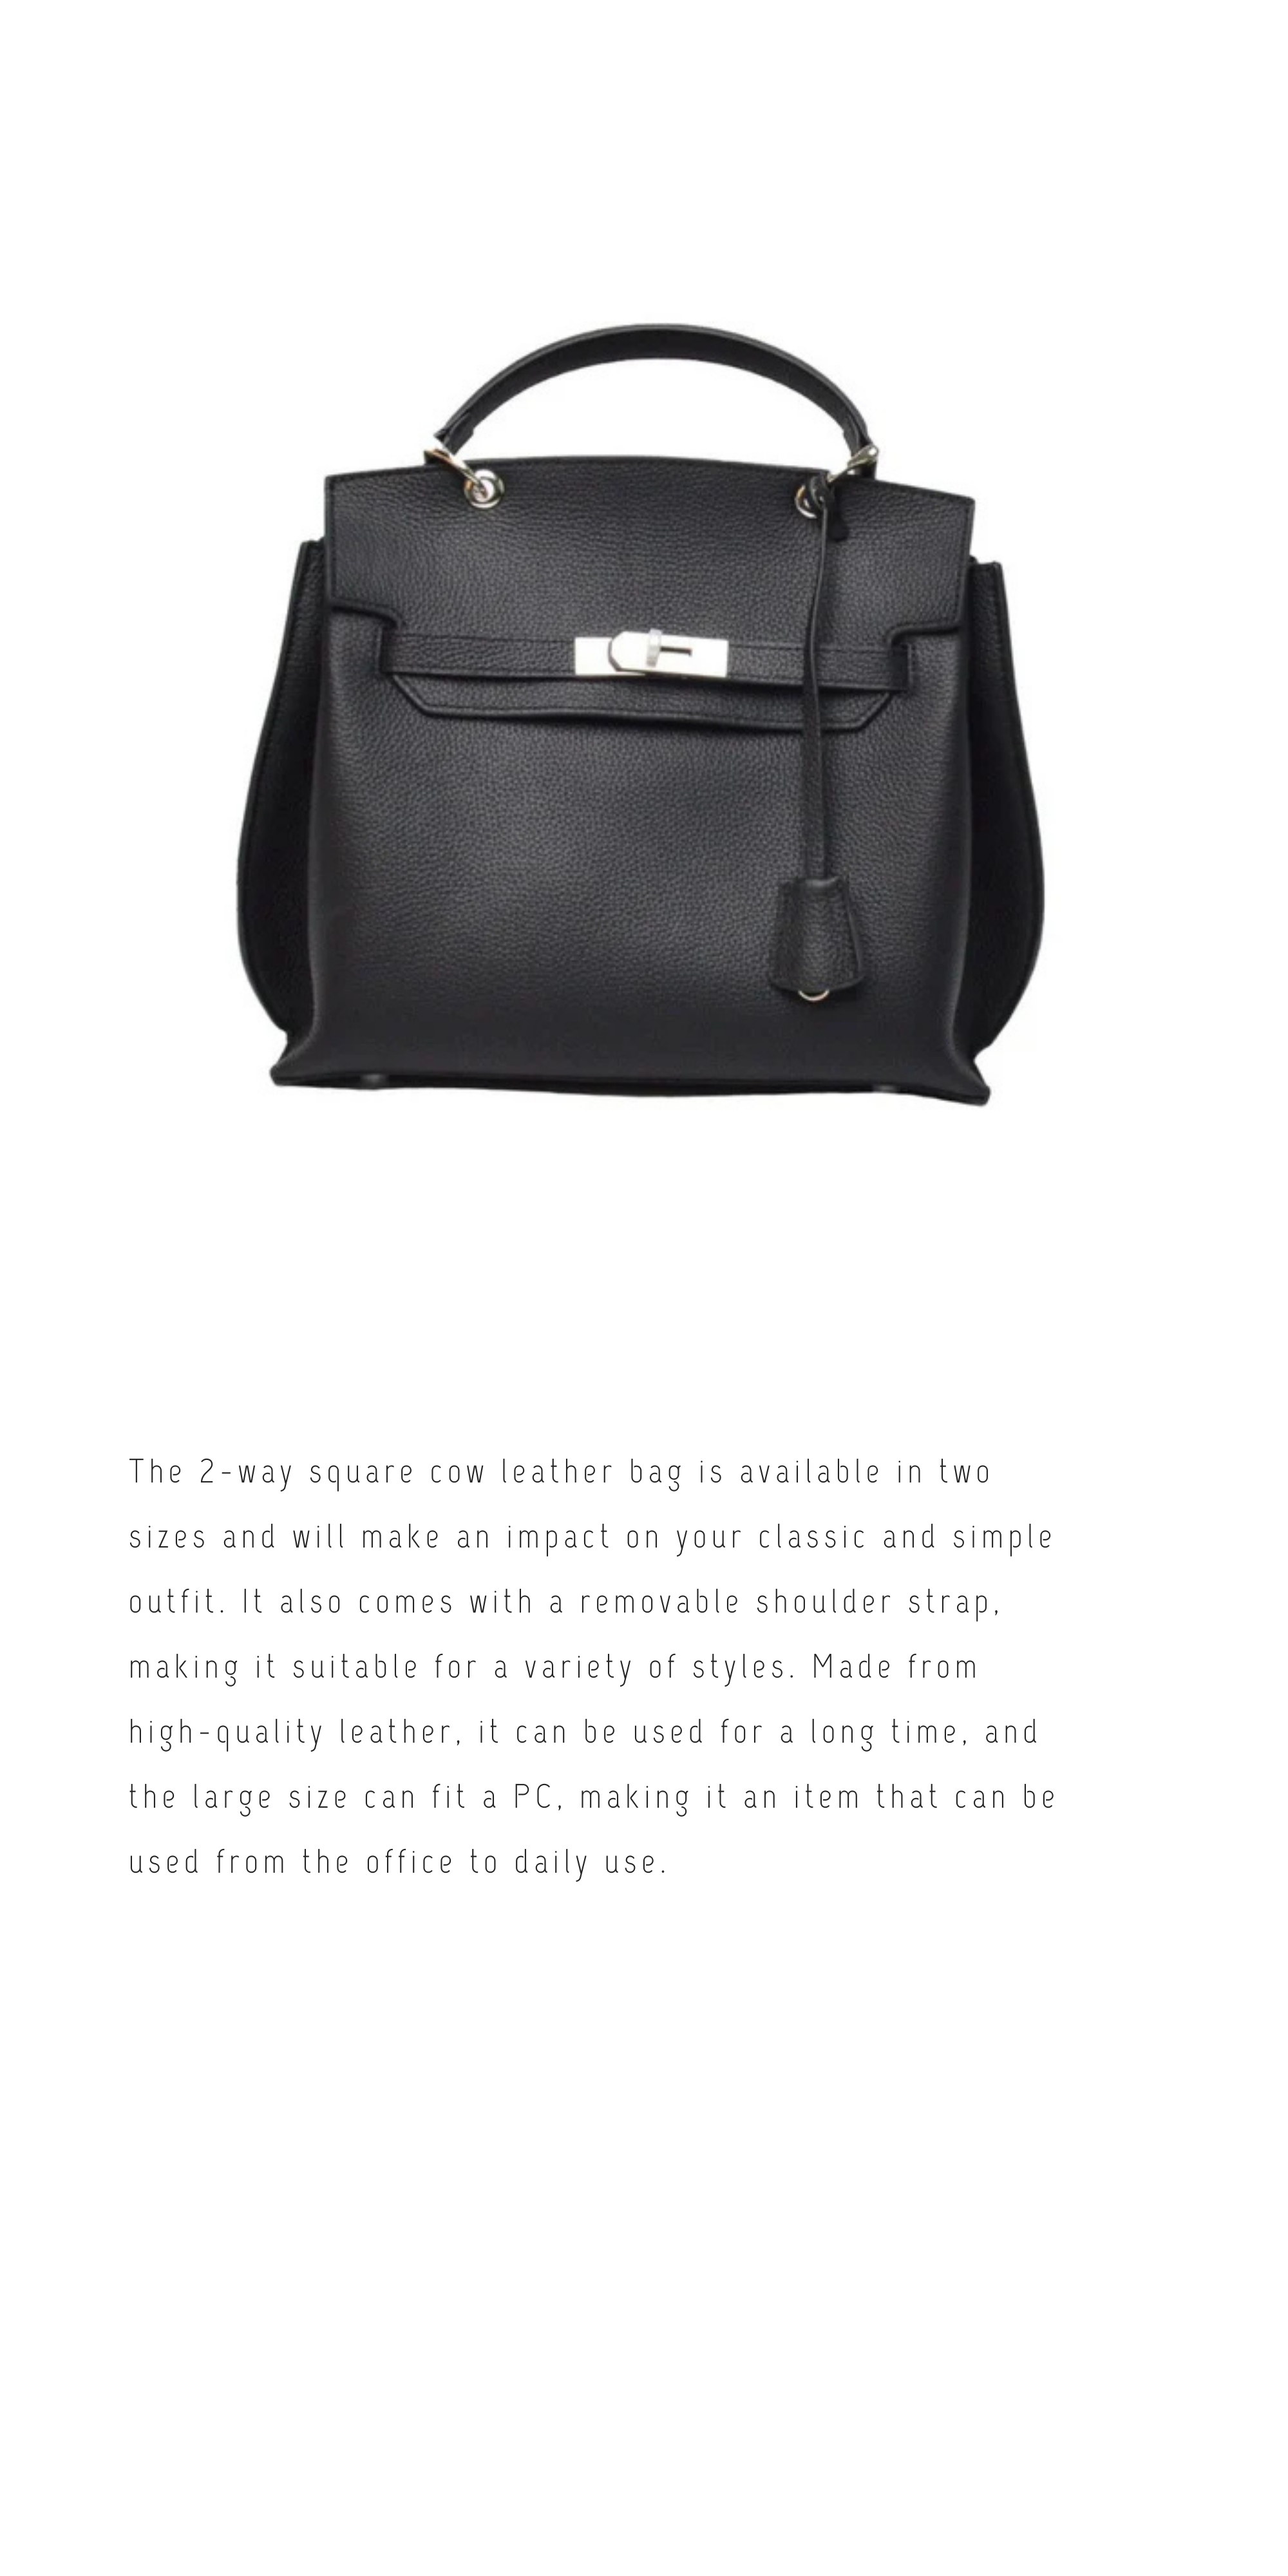 The 2-way square cow leather bag is available in two
sizes and will make an impact on your classic and simple
outfit. It also comes with a removable shoulder strap,
making it suitable for a variety of styles. Made from
high-quality leather, it can be used for a long time, and
the large size can fit a PC, making it an item that can be
used from the office to daily use.